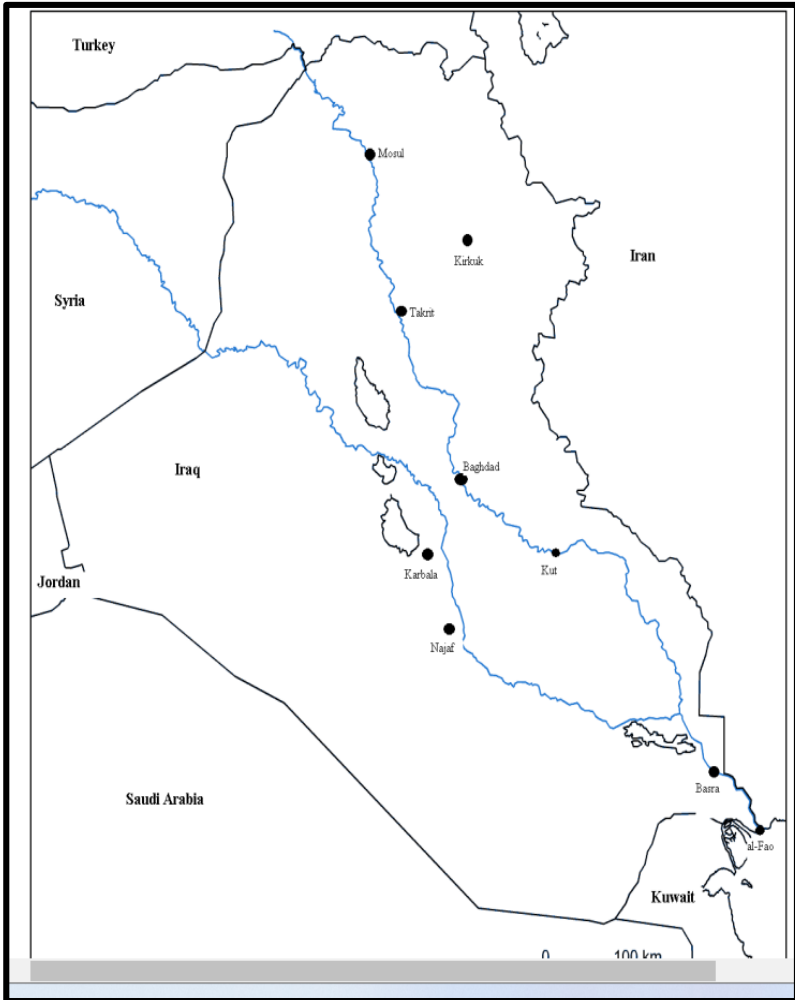 Turkey
Mosul
Kirkuk
Iran
Syria
Takrit
Iraq
Baghdad
Kut
Karbala
Jordan
Najaf
Basra
Saudi Arabia
al-Fao
Kuwait
0 100 km